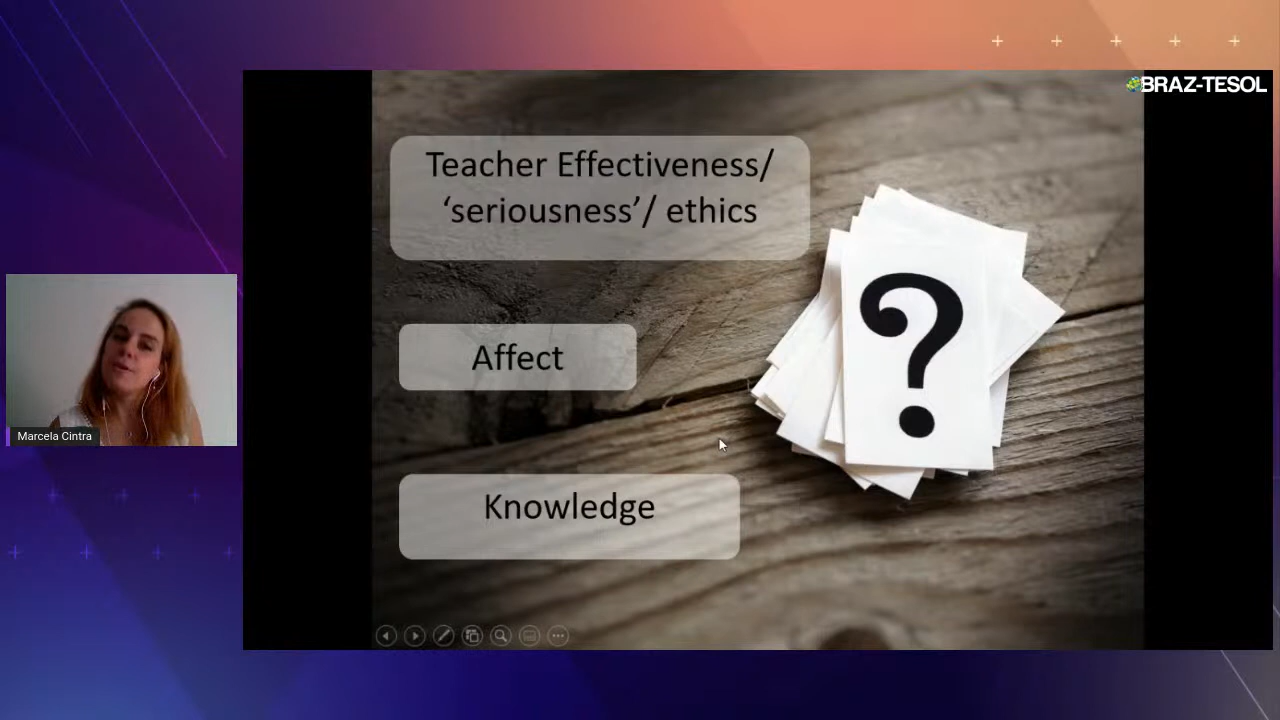 BRAZ-TESOL
Teacher Effectiveness/
‘seriousness’/ ethics
?
Affect
Marcela Cintra
Knowledge